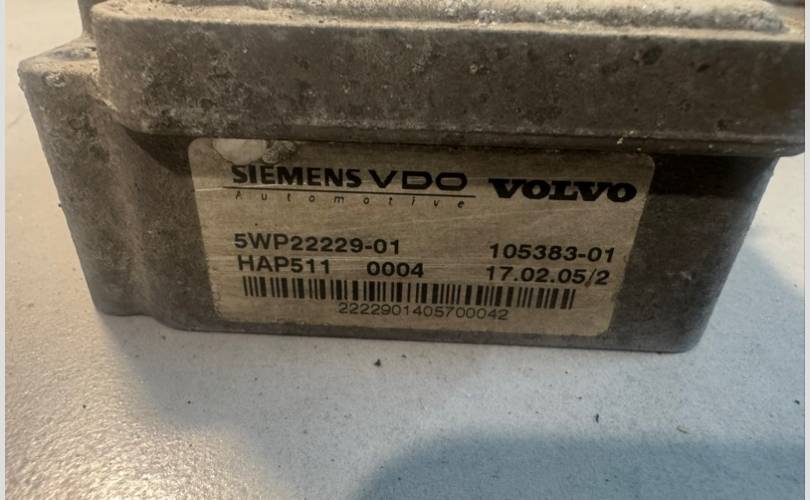 SIEMENS VDO VOLVO
Automotive
5WP22229-01 105383-01
HAP511 0004 17.02.05/2
2222901405700042